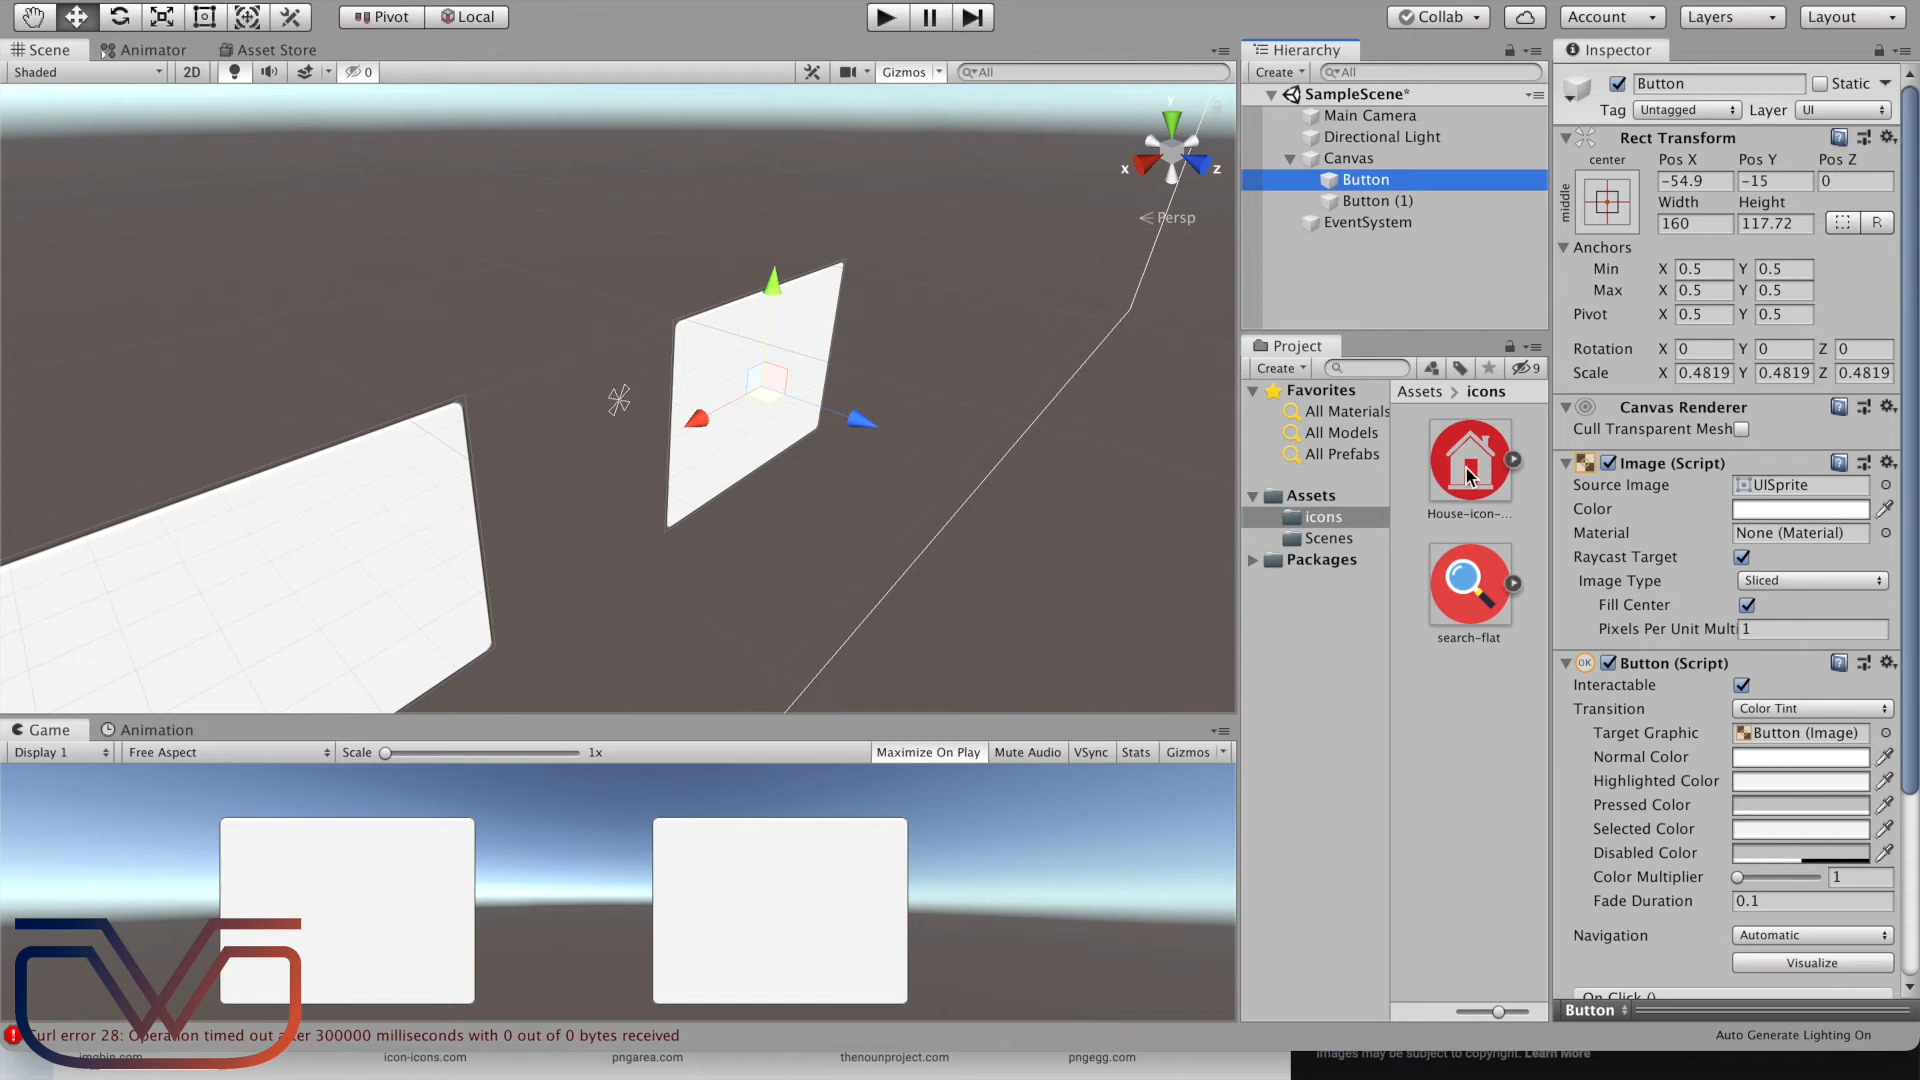 Pivot
Local
Collab
Account
Layers
Layout
Scene
Animator
Asset Store
Shaded
2D
0
Gizmos
All
y
x
z
Persp
Hierarchy
Create
All
SampleScene*
Main Camera
Directional Light
Canvas
Button
Button (1)
EventSystem
Project
Create
9
Favorites
All Materials
All Models
All Prefabs
Assets
icons
Scenes
Packages
Assets > icons
House-icon-...
search-flat
Inspector
Button
Static
Tag Untagged Layer UI
Rect Transform
center
middle
Pos X Pos Y Pos Z
-54.9 -15 0
Width Height
160 117.72 R
Anchors
Min X 0.5 Y 0.5
Max X 0.5 Y 0.5
Pivot X 0.5 Y 0.5
Rotation X 0 Y 0 Z 0
Scale X 0.4819 Y 0.4819 Z 0.4819
Canvas Renderer
Cull Transparent Mesh
Image (Script)
Source Image UISprite
Color
Material None (Material)
Raycast Target
Image Type Sliced
Fill Center
Pixels Per Unit Multi 1
OK Button (Script)
Interactable
Transition Color Tint
Target Graphic Button (Image)
Normal Color
Highlighted Color
Pressed Color
Selected Color
Disabled Color
Color Multiplier 1
Fade Duration 0.1
Navigation Automatic
Visualize
On Click ()
Button
Auto Generate Lighting On
Game
Animation
Display 1
Free Aspect
Scale 1x
Maximize On Play
Mute Audio
VSync
Stats
Gizmos
Curl error 28: Operation timed out after 300000 milliseconds with 0 out of 0 bytes received
imgbin.com
icon-icons.com
pngarea.com
thenounproject.com
pngegg.com
Images may be subject to copyright. Learn More